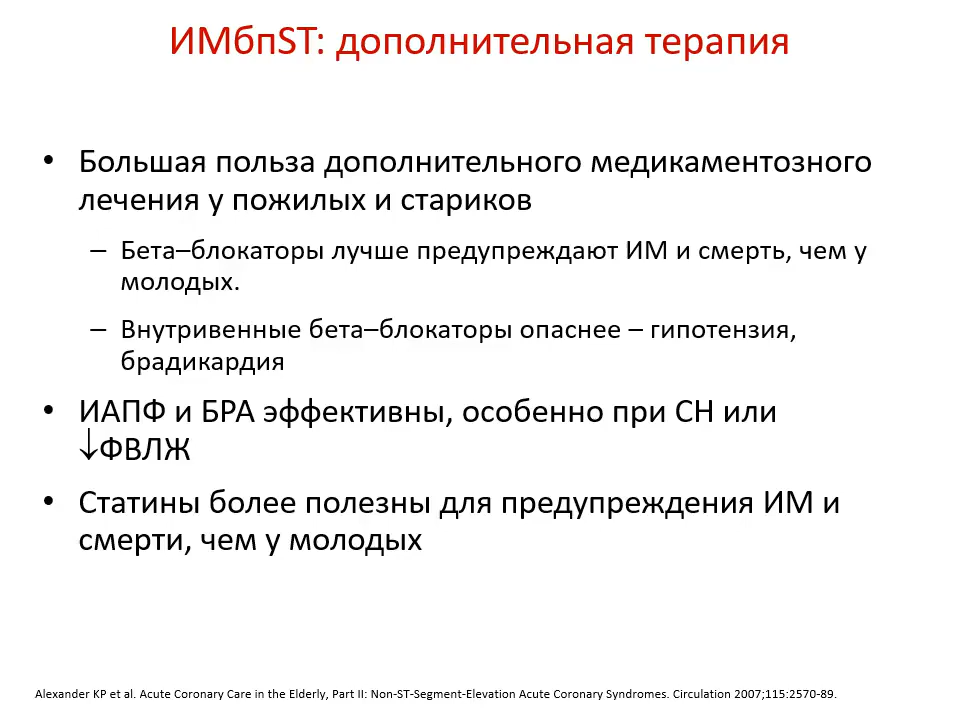 ИМбпST: дополнительная терапия
• Большая польза дополнительного медикаментозного
лечения у пожилых и стариков
– Бета–блокаторы лучше предупреждают ИМ и смерть, чем у
молодых.
– Внутривенные бета–блокаторы опаснее – гипотензия,
брадикардия
• ИАПФ и БРА эффективны, особенно при СН или
↓ФВЛЖ
• Статины более полезны для предупреждения ИМ и
смерти, чем у молодых
Alexander KP et al. Acute Coronary Care in the Elderly, Part II: Non-ST-Segment-Elevation Acute Coronary Syndromes. Circulation 2007;115:2570-89.